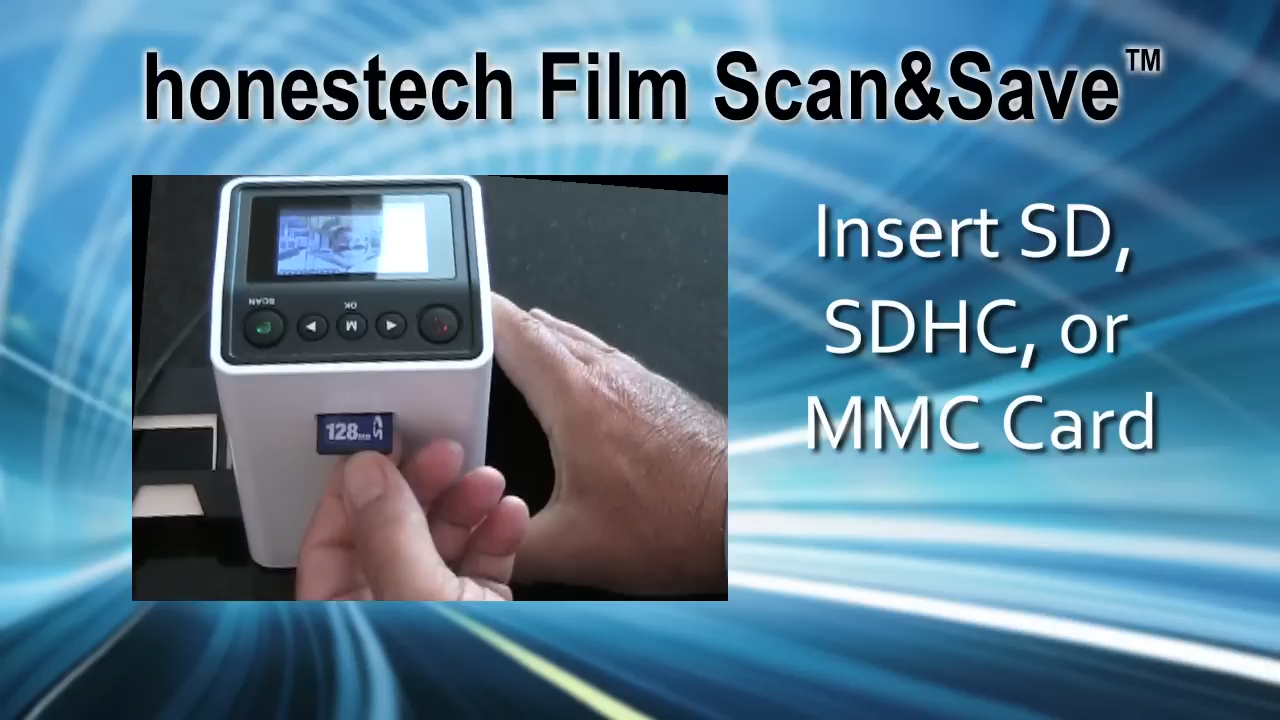 honestech Film Scan&Save™
Insert SD,
SDHC, or
MMC Card
SCAN
OK
M
128MB